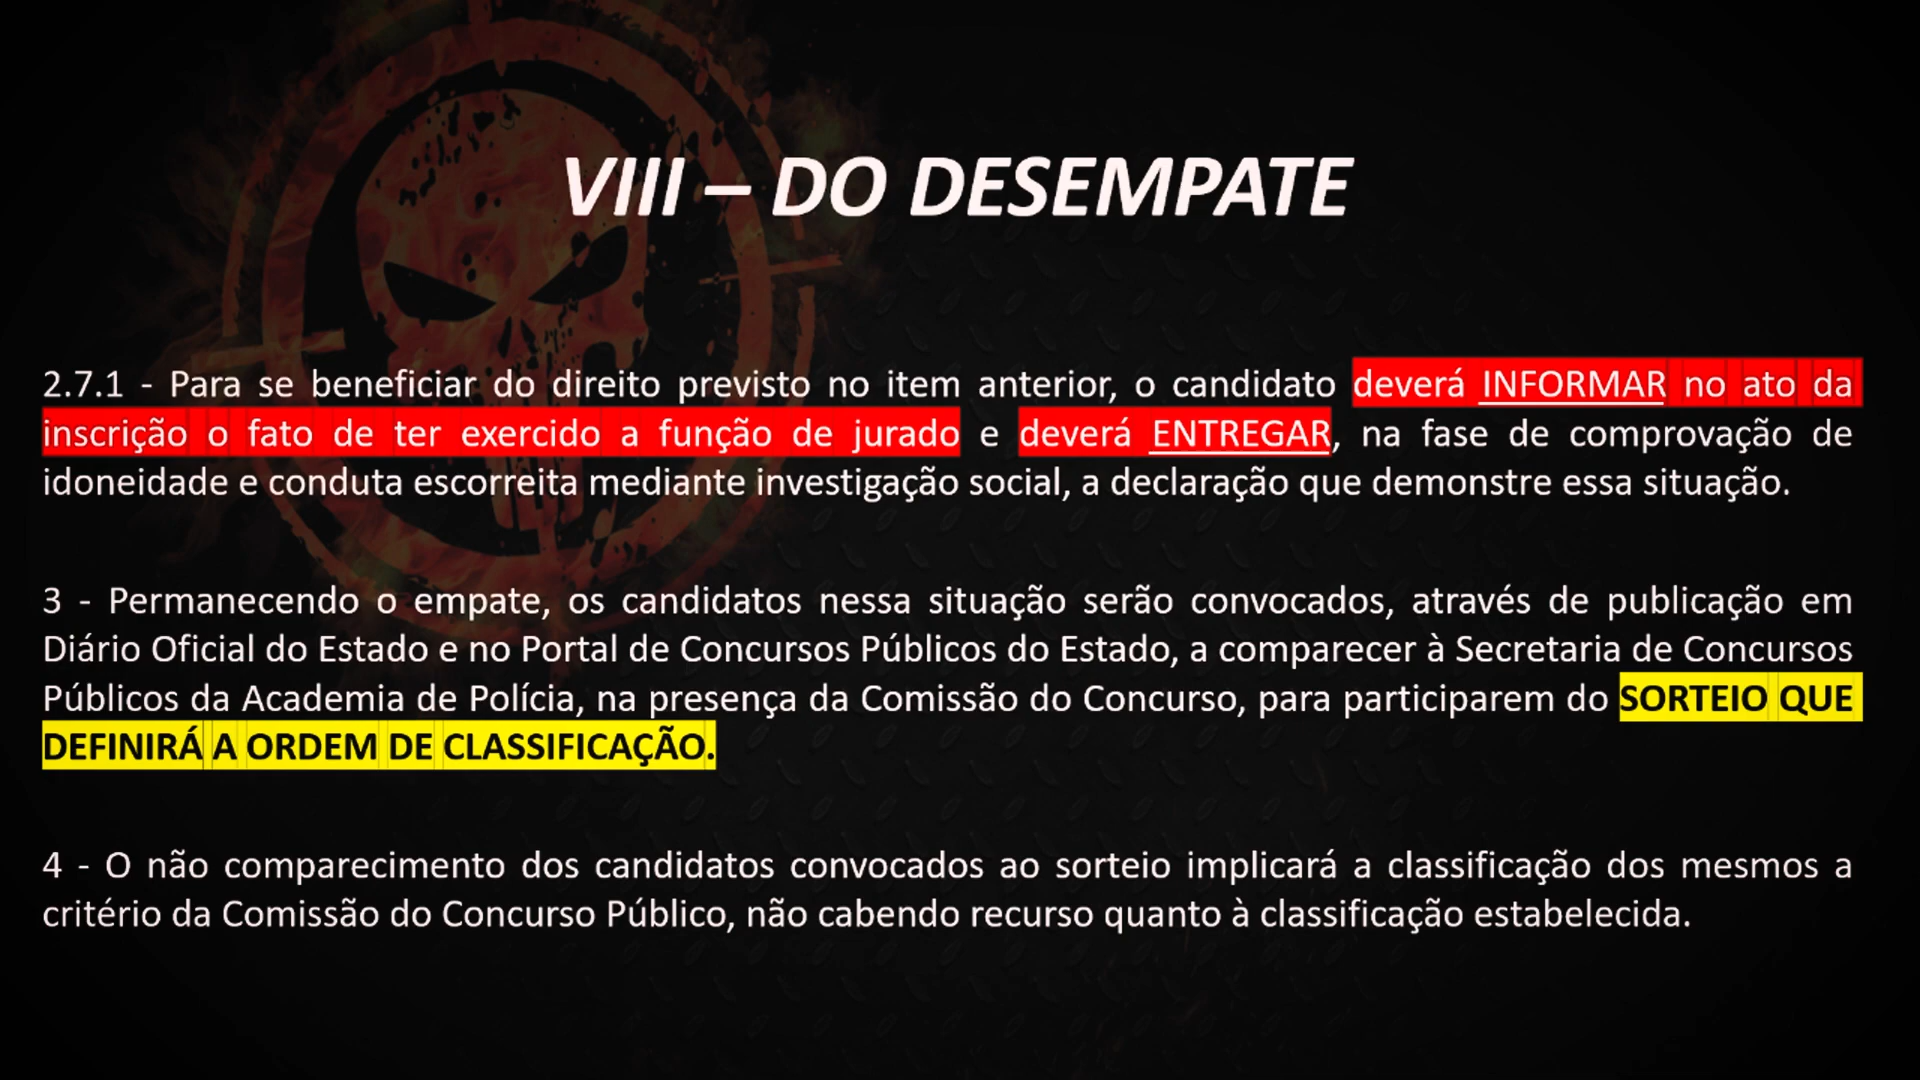 VIII – DO DESEMPATE
2.7.1 - Para se beneficiar do direito previsto no item anterior, o candidato deverá INFORMAR no ato da
inscrição o fato de ter exercido a função de jurado e deverá ENTREGAR, na fase de comprovação de
idoneidade e conduta escorreita mediante investigação social, a declaração que demonstre essa situação.
3 - Permanecendo o empate, os candidatos nessa situação serão convocados, através de publicação em
Diário Oficial do Estado e no Portal de Concursos Públicos do Estado, a comparecer à Secretaria de Concursos
Públicos da Academia de Polícia, na presença da Comissão do Concurso, para participarem do SORTEIO QUE
DEFINIRÁ A ORDEM DE CLASSIFICAÇÃO.
4 - O não comparecimento dos candidatos convocados ao sorteio implicará a classificação dos mesmos a
critério da Comissão do Concurso Público, não cabendo recurso quanto à classificação estabelecida.